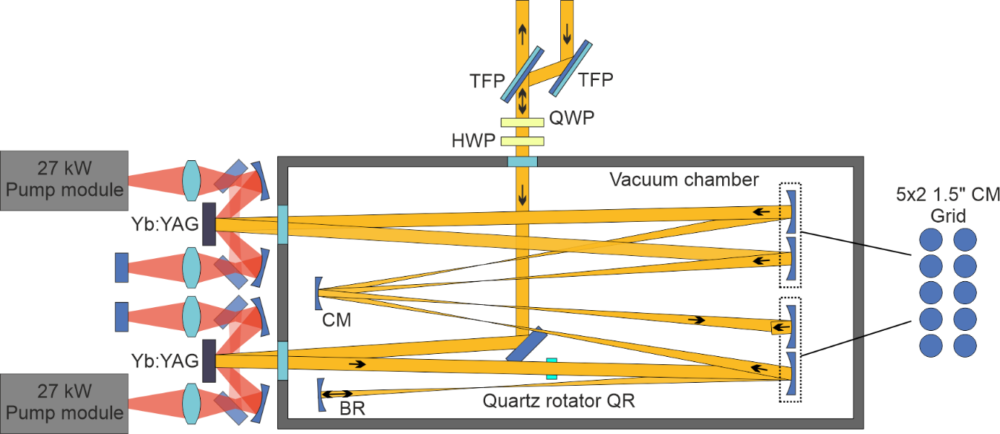 TFP
TFP
QWP
HWP
27 kW
Pump module
Vacuum chamber
5x2 1.5" CM
Grid
Yb:YAG
CM
Yb:YAG
27 kW
Pump module
BR
Quartz rotator QR